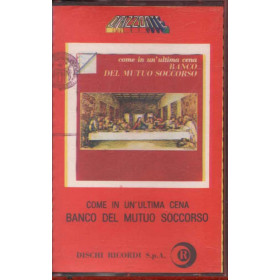 orizzonte
come in un'ultima cena
BANCO
DEL MUTUO SOCCORSO
COME IN UN'ULTIMA CENA
BANCO DEL MUTUO SOCCORSO
DISCHI RICORDI S.p.A.
R